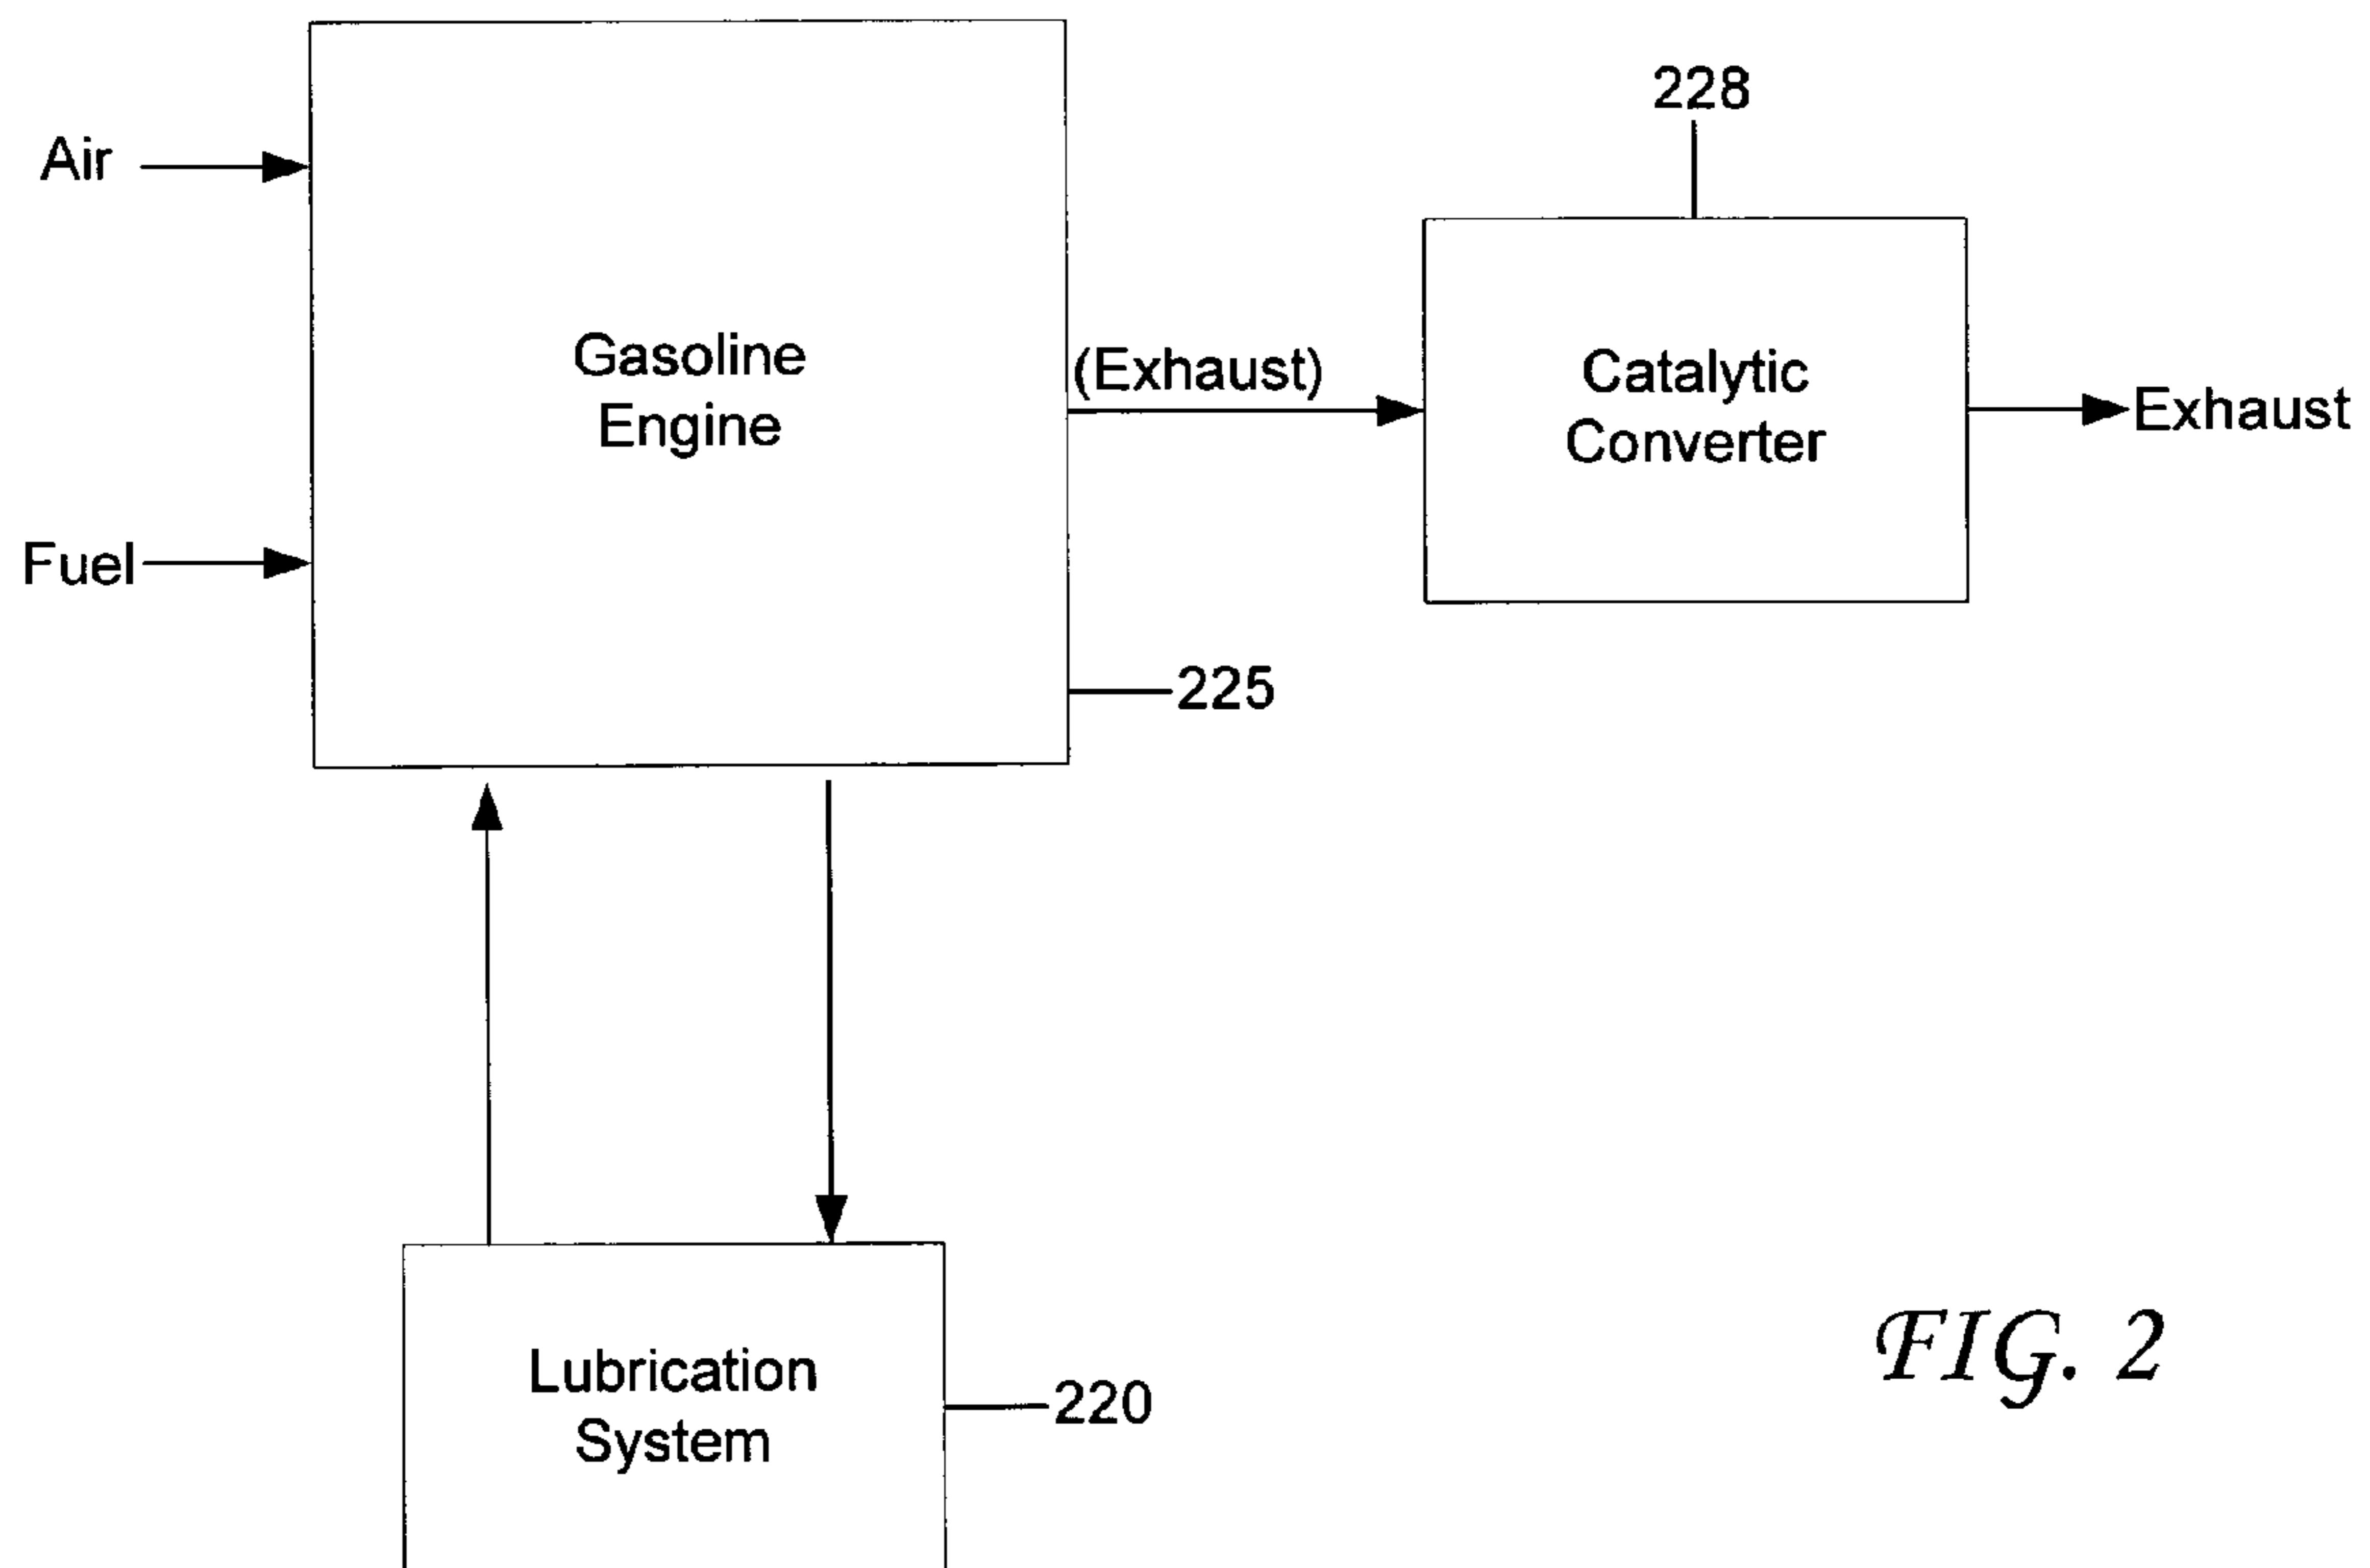 228
Air
Gasoline
Engine
(Exhaust)
Catalytic
Converter
Exhaust
Fuel
225
Lubrication
System
220
FIG. 2